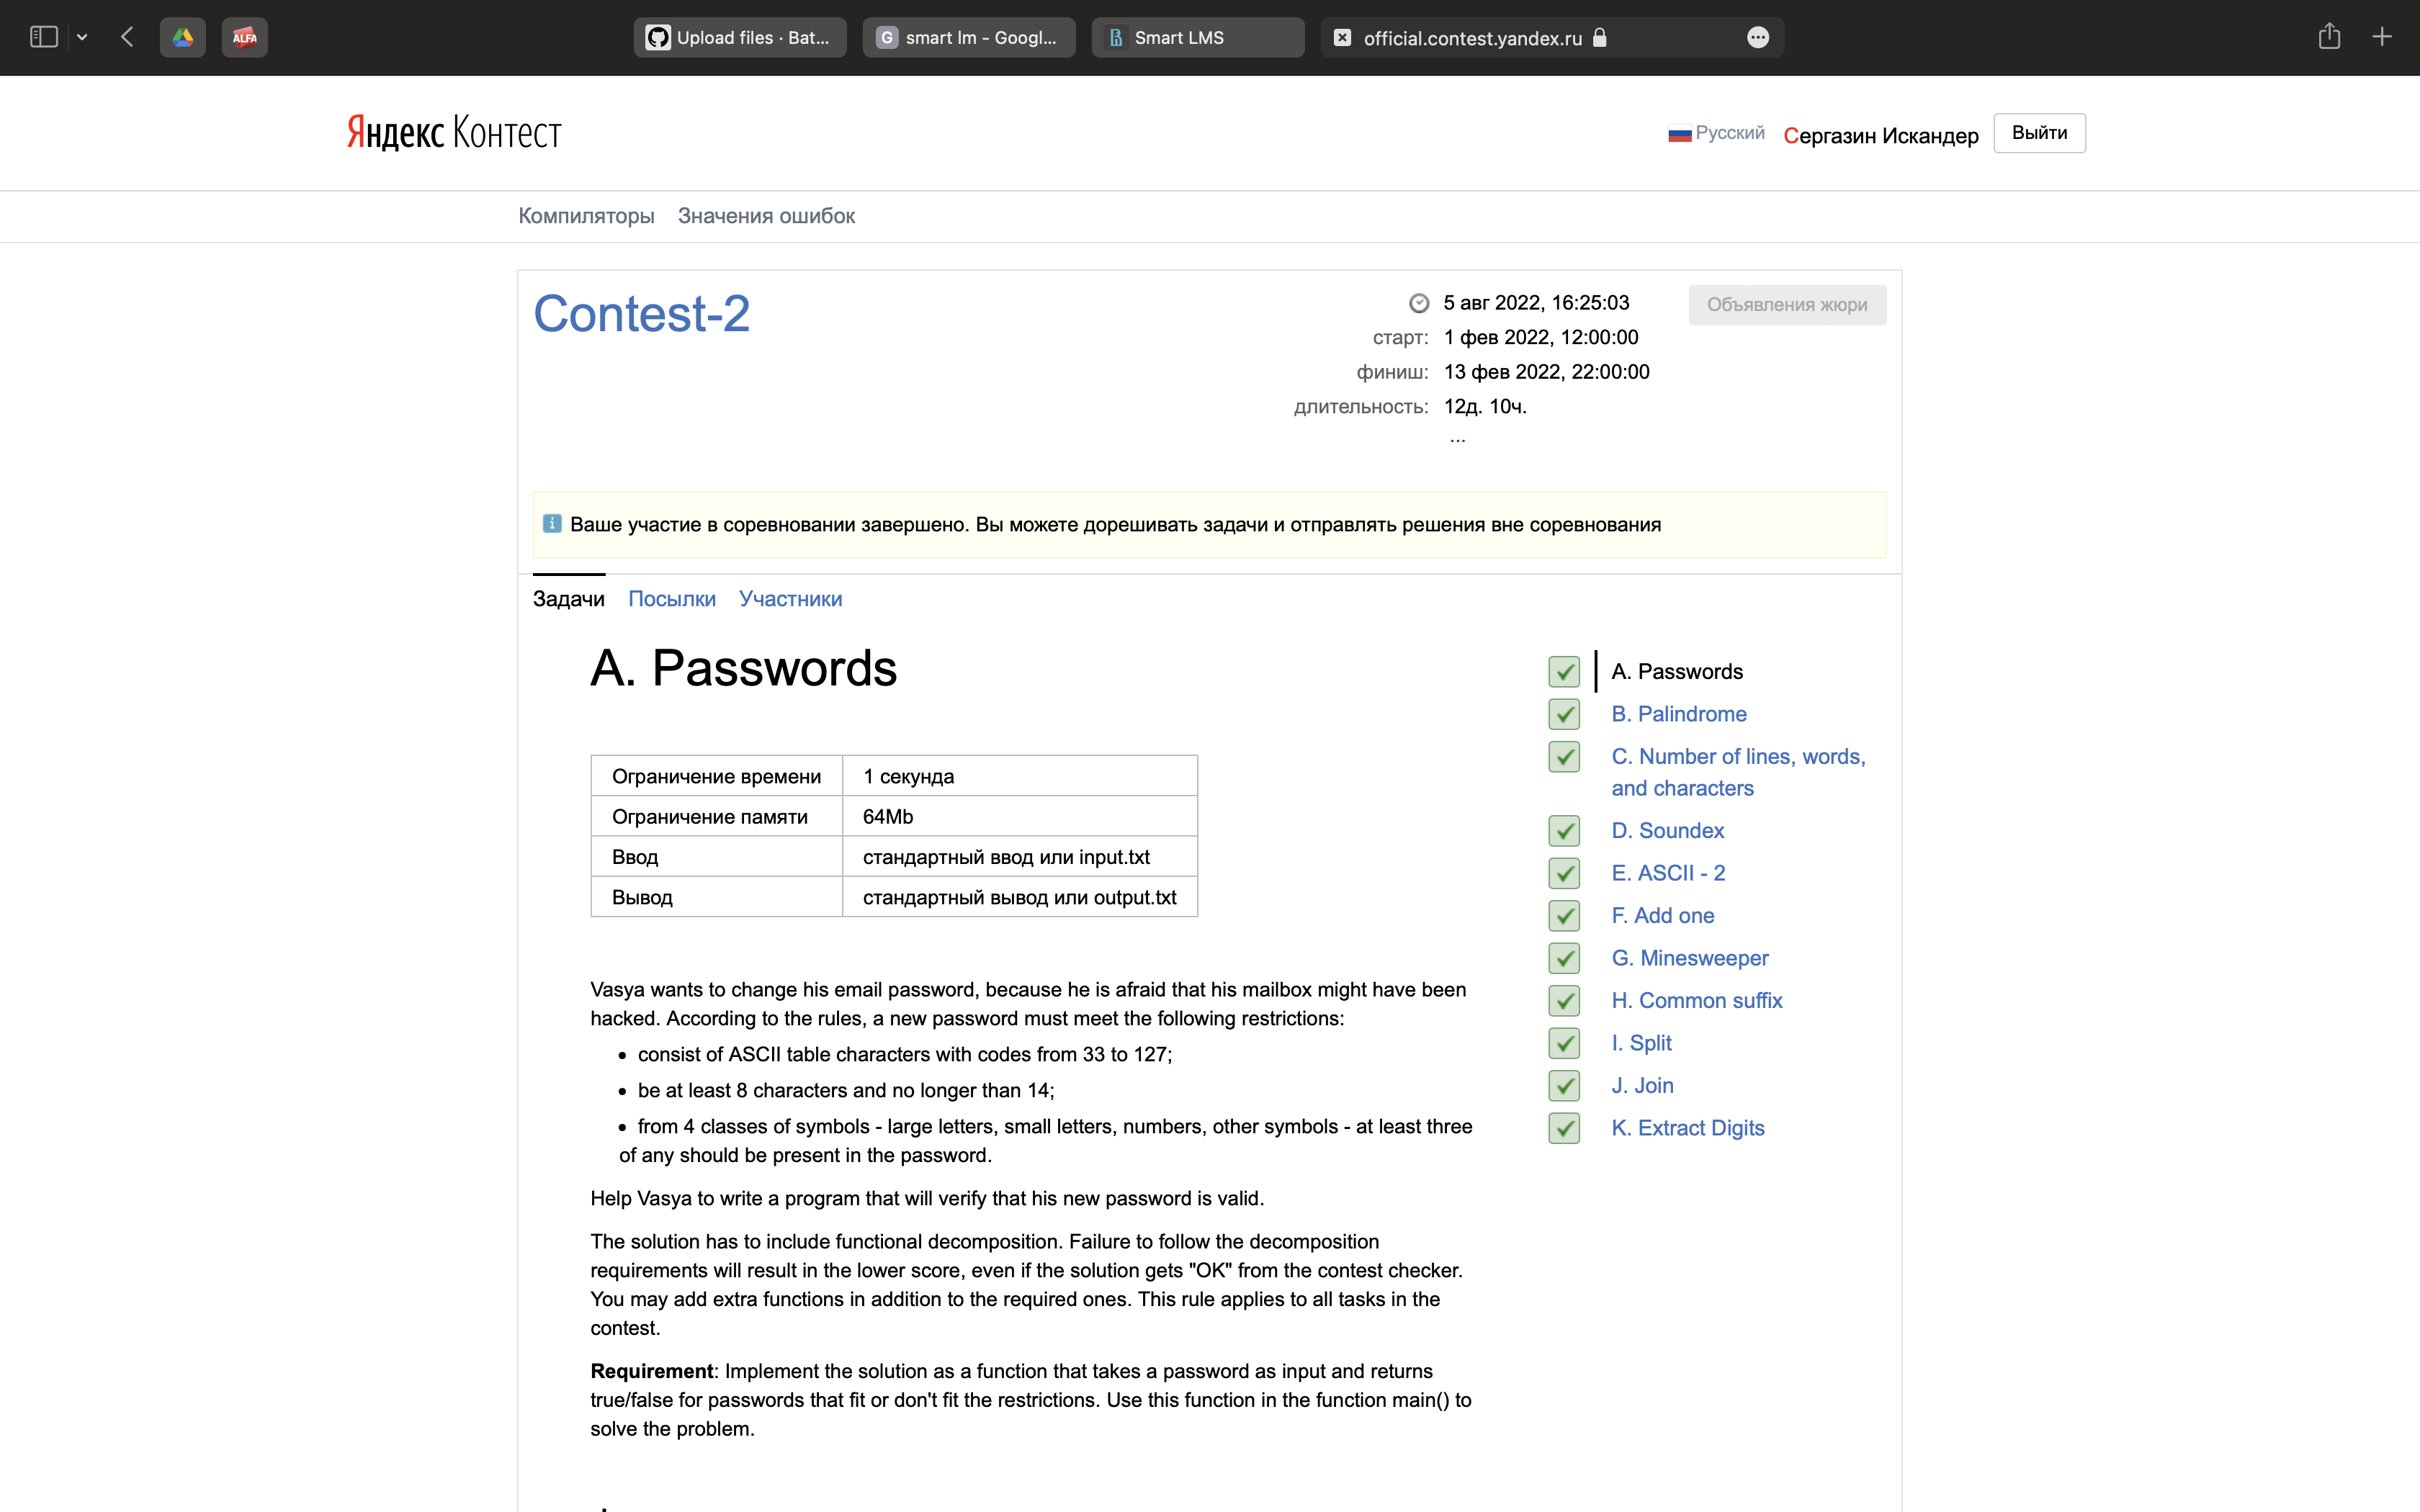 ALFA
Upload files · Bat...
G smart lm - Googl...
Smart LMS
official.contest.yandex.ru
Яндекс Контест
Русский
Сергазин Искандер
Выйти
Компиляторы Значения ошибок
Contest-2
5 авг 2022, 16:25:03
Объявления жюри
старт: 1 фев 2022, 12:00:00
финиш: 13 фев 2022, 22:00:00
длительность: 12д. 10ч.
...
Ваше участие в соревновании завершено. Вы можете дорешивать задачи и отправлять решения вне соревнования
Задачи Посылки Участники
A. Passwords
Ограничение времени 1 секунда
Ограничение памяти 64Mb
Ввод стандартный ввод или input.txt
Вывод стандартный вывод или output.txt
Vasya wants to change his email password, because he is afraid that his mailbox might have been
hacked. According to the rules, a new password must meet the following restrictions:
• consist of ASCII table characters with codes from 33 to 127;
• be at least 8 characters and no longer than 14;
• from 4 classes of symbols - large letters, small letters, numbers, other symbols - at least three
of any should be present in the password.
Help Vasya to write a program that will verify that his new password is valid.
The solution has to include functional decomposition. Failure to follow the decomposition
requirements will result in the lower score, even if the solution gets "OK" from the contest checker.
You may add extra functions in addition to the required ones. This rule applies to all tasks in the
contest.
Requirement: Implement the solution as a function that takes a password as input and returns
true/false for passwords that fit or don't fit the restrictions. Use this function in the function main() to
solve the problem.
A. Passwords
B. Palindrome
C. Number of lines, words,
and characters
D. Soundex
E. ASCII - 2
F. Add one
G. Minesweeper
H. Common suffix
I. Split
J. Join
K. Extract Digits